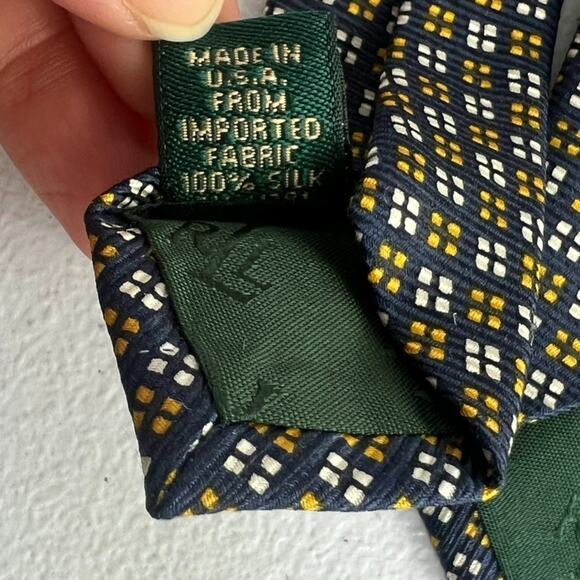 MADE IN
U.S.A.
FROM
IMPORTED
FABRIC
100% SILK